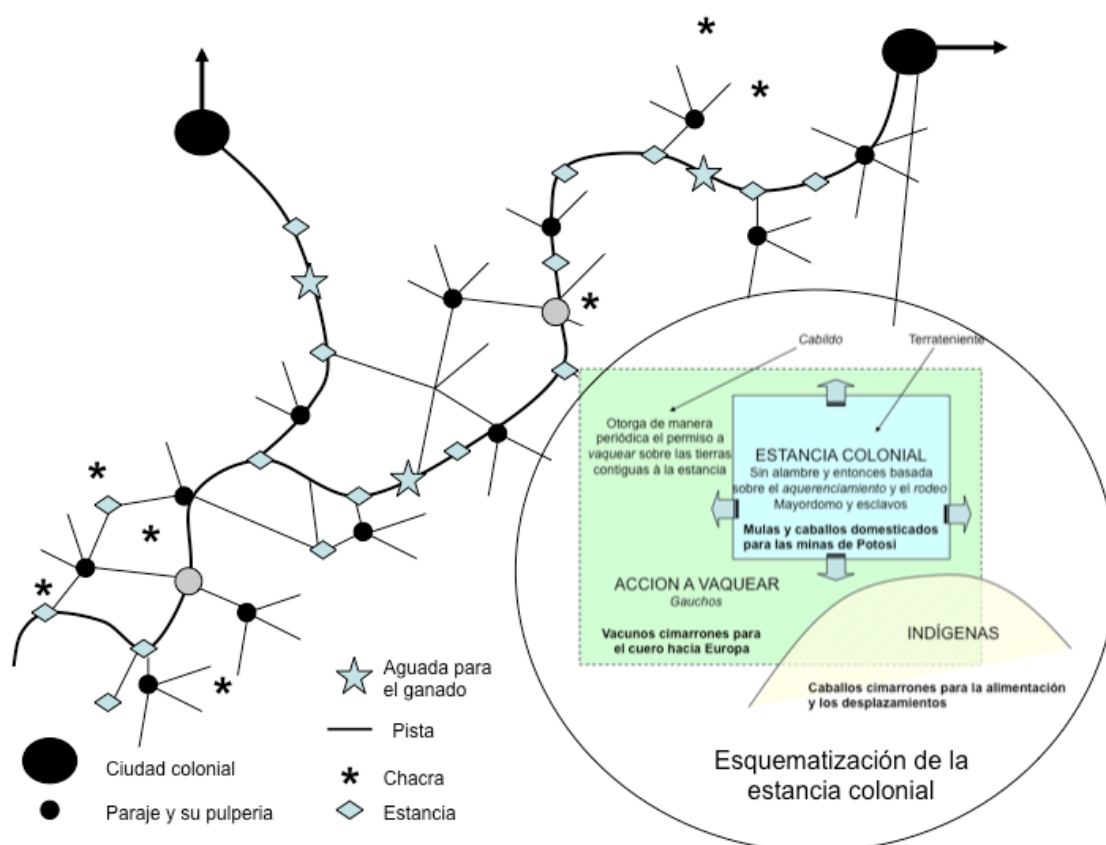 Cabildo
Terrateniente
Otorga de manera
periódica el permiso a
vaquear sobre las tierras
contiguas à la estancia
ESTANCIA COLONIAL
Sin alambre y entonces basada
sobre el aquerenciamiento y el rodeo
Mayordomo y esclavos
Mulas y caballos domesticados
para las minas de Potosi
ACCION A VAQUEAR
Gauchos
Vacunos cimarrones para
el cuero hacia Europa
INDÍGENAS
Caballos cimarrones para la alimentación
y los desplazamientos
Esquematización de la
estancia colonial
Aguada para
el ganado
Pista
Chacra
Estancia
Ciudad colonial
Paraje y su pulperia